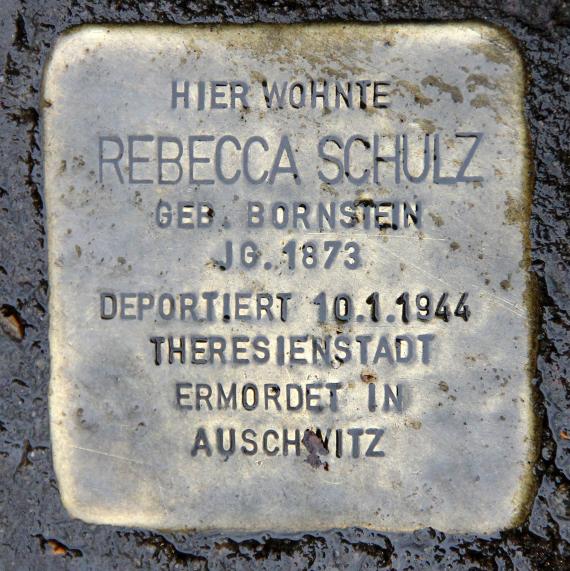 HIER WOHNTE
REBECCA SCHULZ
GEB. BORNSTEIN
JG. 1873
DEPORTIERT 10.1.1944
THERESIENSTADT
ERMORDET IN
AUSCHWITZ